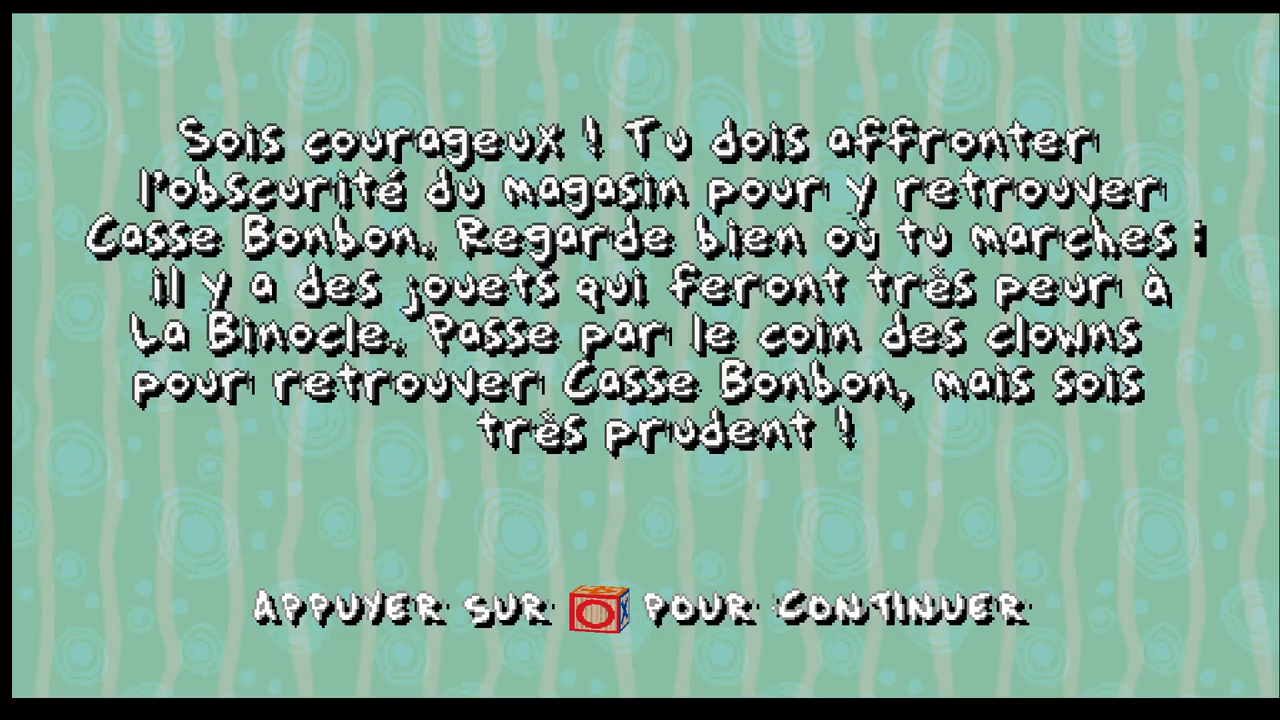 Sois courageux ! Tu dois affronter
l'obscurité du magasin pour y retrouver
Casse Bonbon. Regarde bien où tu marches :
il y a des jouets qui feront très peur à
La Binocle. Passe par le coin des clowns
pour retrouver Casse Bonbon, mais sois
très prudent !
APPUYER SUR O POUR CONTINUER